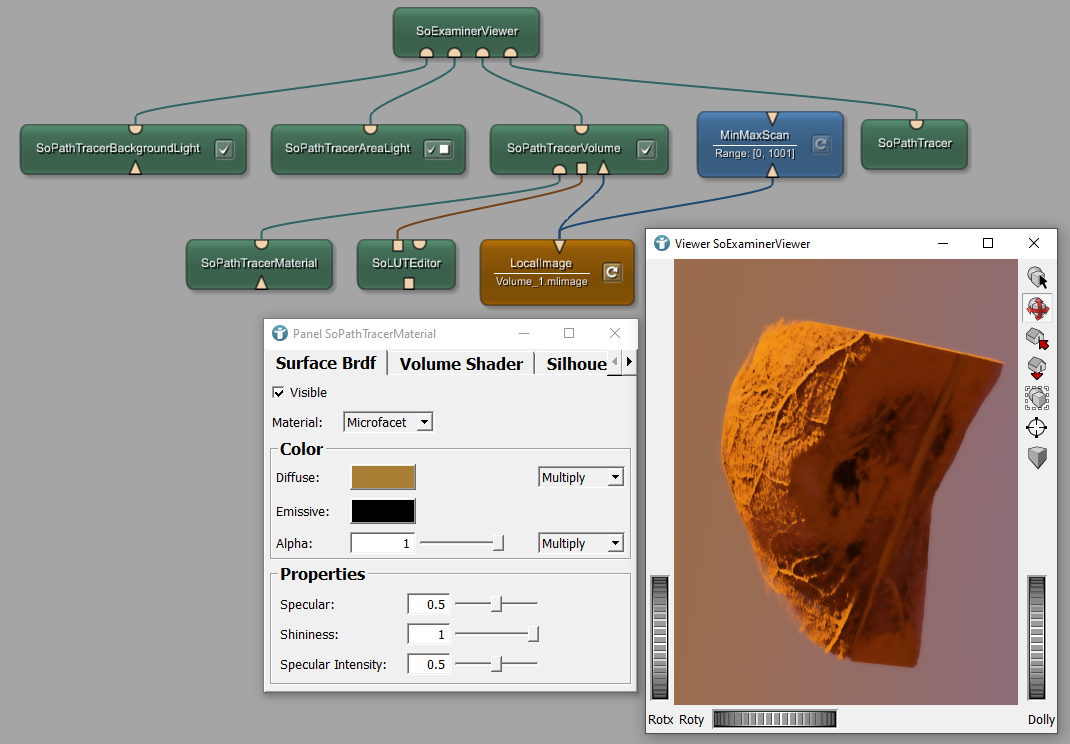 SoExaminerViewer
SoPathTracerBackgroundLight
SoPathTracerAreaLight
SoPathTracerVolume
MinMaxScan
Range: [0, 1001]
SoPathTracer
SoPathTracerMaterial
SoLUTEditor
LocalImage
Volume_1.mlimage
Viewer SoExaminerViewer
Panel SoPathTracerMaterial
Surface Brdf
Volume Shader
Silhoue
Visible
Material: Microfacet
Color
Diffuse: Multiply
Emissive:
Alpha: 1 Multiply
Properties
Specular: 0.5
Shininess: 1
Specular Intensity: 0.5
Rotx Roty Dolly